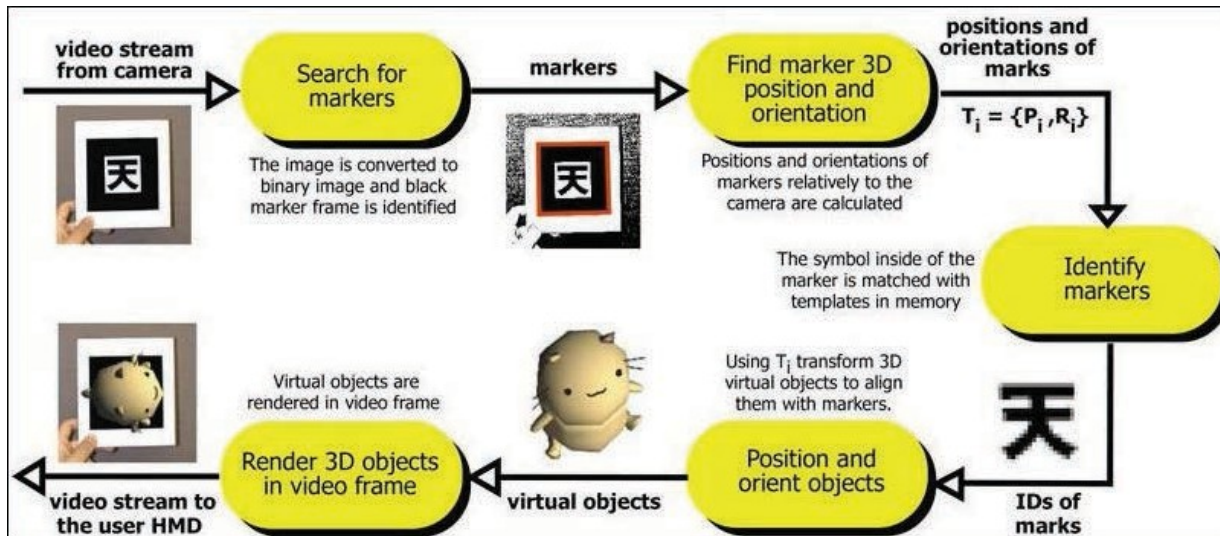 video stream
from camera
Search for
markers
The image is converted to
binary image and black
marker frame is identified
markers
Find marker 3D
position and
orientation
Positions and orientations of
markers relatively to the
camera are calculated
positions and
orientations of
marks
Tᵢ = {Pᵢ,Rᵢ}
天
天
The symbol inside of the
marker is matched with
templates in memory
Identify
markers
天
IDs of
marks
Using Tᵢ transform 3D
virtual objects to align
them with markers.
Position and
orient objects
virtual objects
Virtual objects are
rendered in video frame
Render 3D objects
in video frame
video stream to
the user HMD